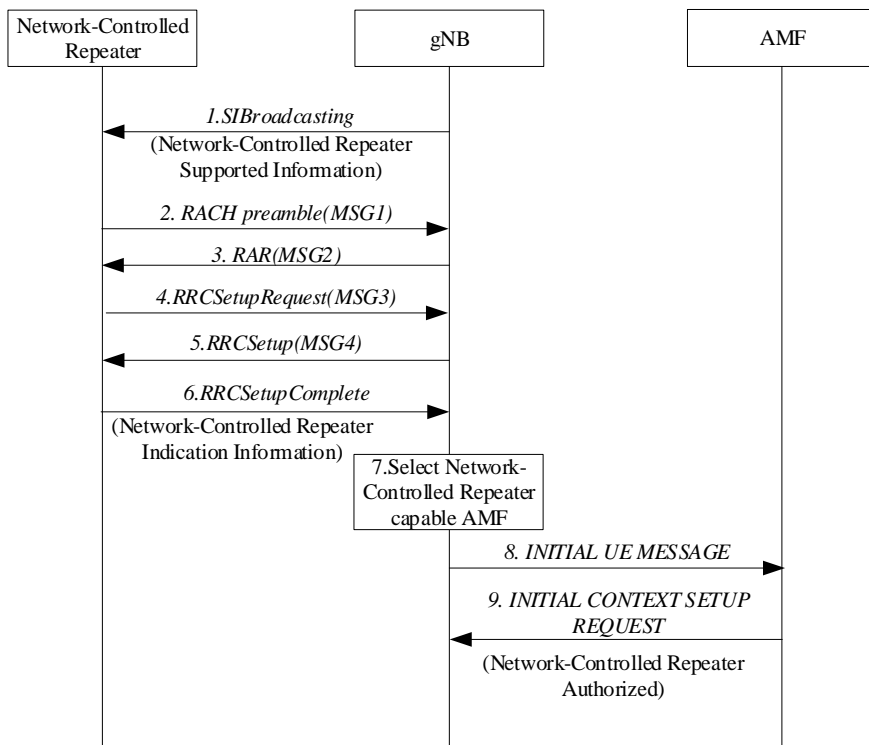 Network-Controlled
Repeater
gNB
AMF
1.SIBroadcasting
(Network-Controlled Repeater
Supported Information)
2. RACH preamble(MSG1)
3. RAR(MSG2)
4.RRCSetupRequest(MSG3)
5.RRCSetup(MSG4)
6.RRCSetupComplete
(Network-Controlled Repeater
Indication Information)
7.Select Network-
Controlled Repeater
capable AMF
8. INITIAL UE MESSAGE
9. INITIAL CONTEXT SETUP
REQUEST
(Network-Controlled Repeater
Authorized)